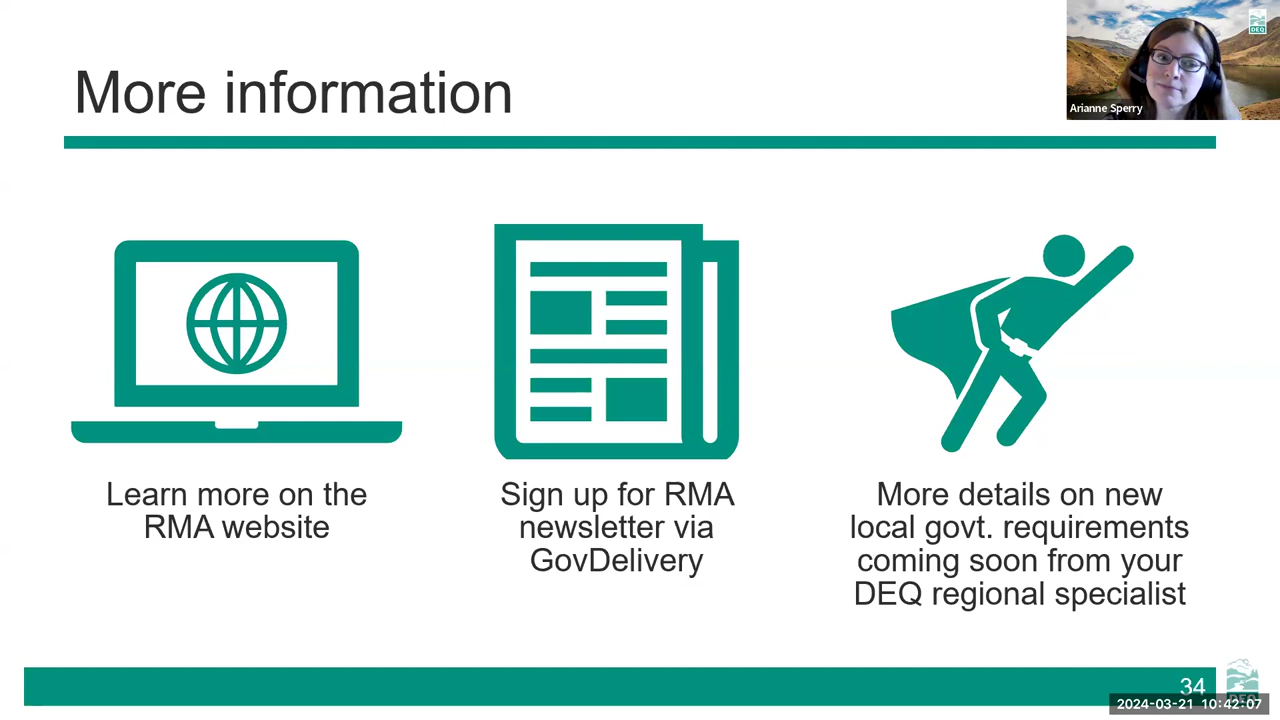 More information
DEQ
Arianne Sperry
Learn more on the
RMA website
Sign up for RMA
newsletter via
GovDelivery
More details on new
local govt. requirements
coming soon from your
DEQ regional specialist
34
DEQ
2024-03-21 10:42:07